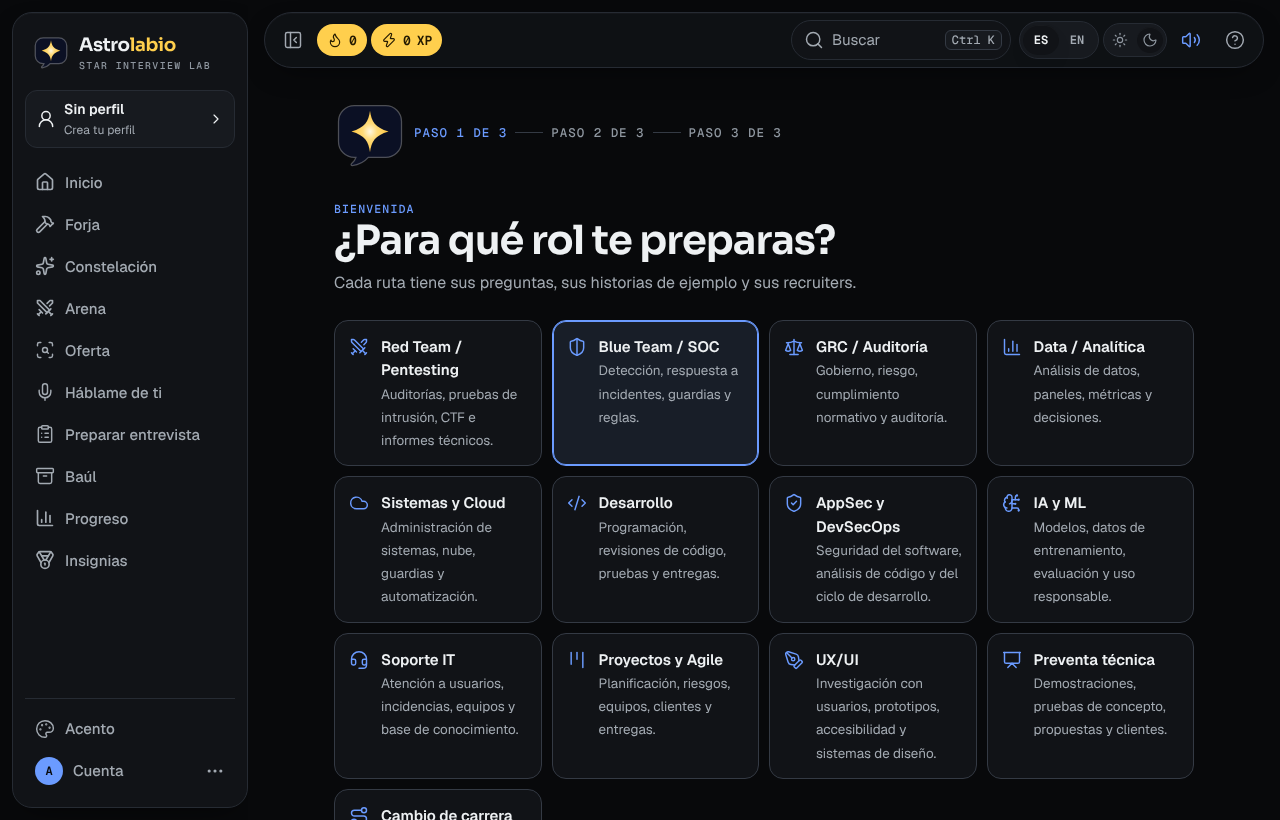 Astrolabio
STAR INTERVIEW LAB
Sin perfil
Crea tu perfil
Inicio
Forja
Constelación
Arena
Oferta
Háblame de ti
Preparar entrevista
Baúl
Progreso
Insignias
Acento
A
Cuenta
0
0 XP
Buscar
Ctrl K
ES
EN
PASO 1 DE 3
PASO 2 DE 3
PASO 3 DE 3
BIENVENIDA
¿Para qué rol te preparas?
Cada ruta tiene sus preguntas, sus historias de ejemplo y sus recruiters.
Red Team /
Pentesting
Auditorías, pruebas de
intrusión, CTF e
informes técnicos.
Blue Team / SOC
Detección, respuesta a
incidentes, guardias y
reglas.
GRC / Auditoría
Gobierno, riesgo,
cumplimiento
normativo y auditoría.
Data / Analítica
Análisis de datos,
paneles, métricas y
decisiones.
Sistemas y Cloud
Administración de
sistemas, nube,
guardias y
automatización.
Desarrollo
Programación,
revisiones de código,
pruebas y entregas.
AppSec y
DevSecOps
Seguridad del software,
análisis de código y del
ciclo de desarrollo.
IA y ML
Modelos, datos de
entrenamiento,
evaluación y uso
responsable.
Soporte IT
Atención a usuarios,
incidencias, equipos y
base de conocimiento.
Proyectos y Agile
Planificación, riesgos,
equipos, clientes y
entregas.
UX/UI
Investigación con
usuarios, prototipos,
accesibilidad y
sistemas de diseño.
Preventa técnica
Demostraciones,
pruebas de concepto,
propuestas y clientes.
Cambio de carrera